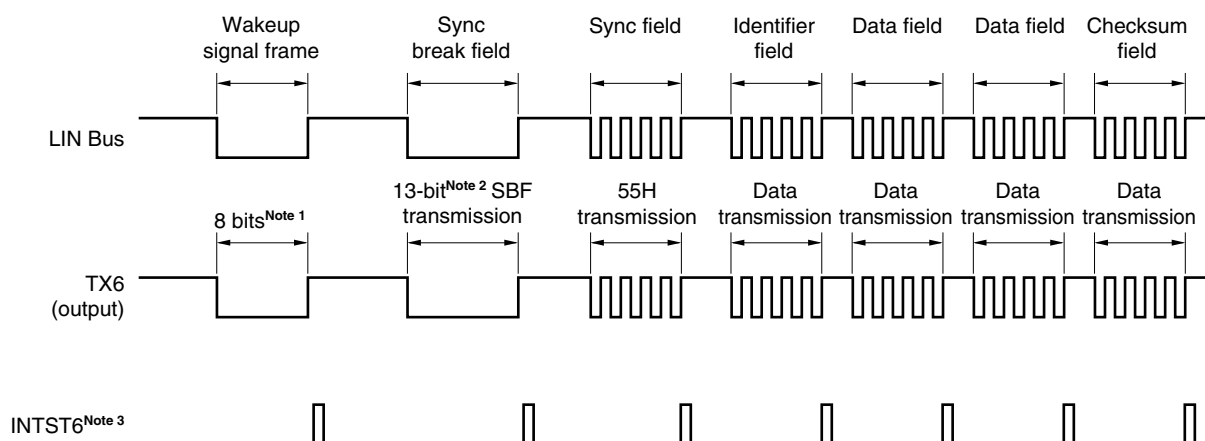 Wakeup
signal frame
Sync
break field
Sync field
Identifier
field
Data field
Data field
Checksum
field
LIN Bus
8 bitsNote 1
13-bitNote 2 SBF
transmission
55H
transmission
Data
transmission
Data
transmission
Data
transmission
Data
transmission
TX6
(output)
INTST6Note 3